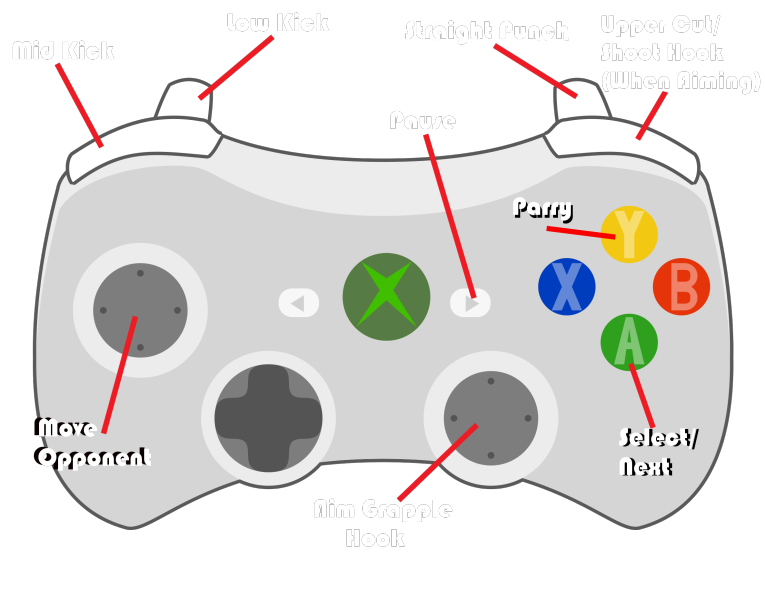 Low Kick
Straight Punch
Upper Cut/
Shoot Hook
(When Aiming)
Mid Kick
Pause
Parry
Y
X
B
A
Move
Opponent
Select/
Next
Aim Grapple
Hook